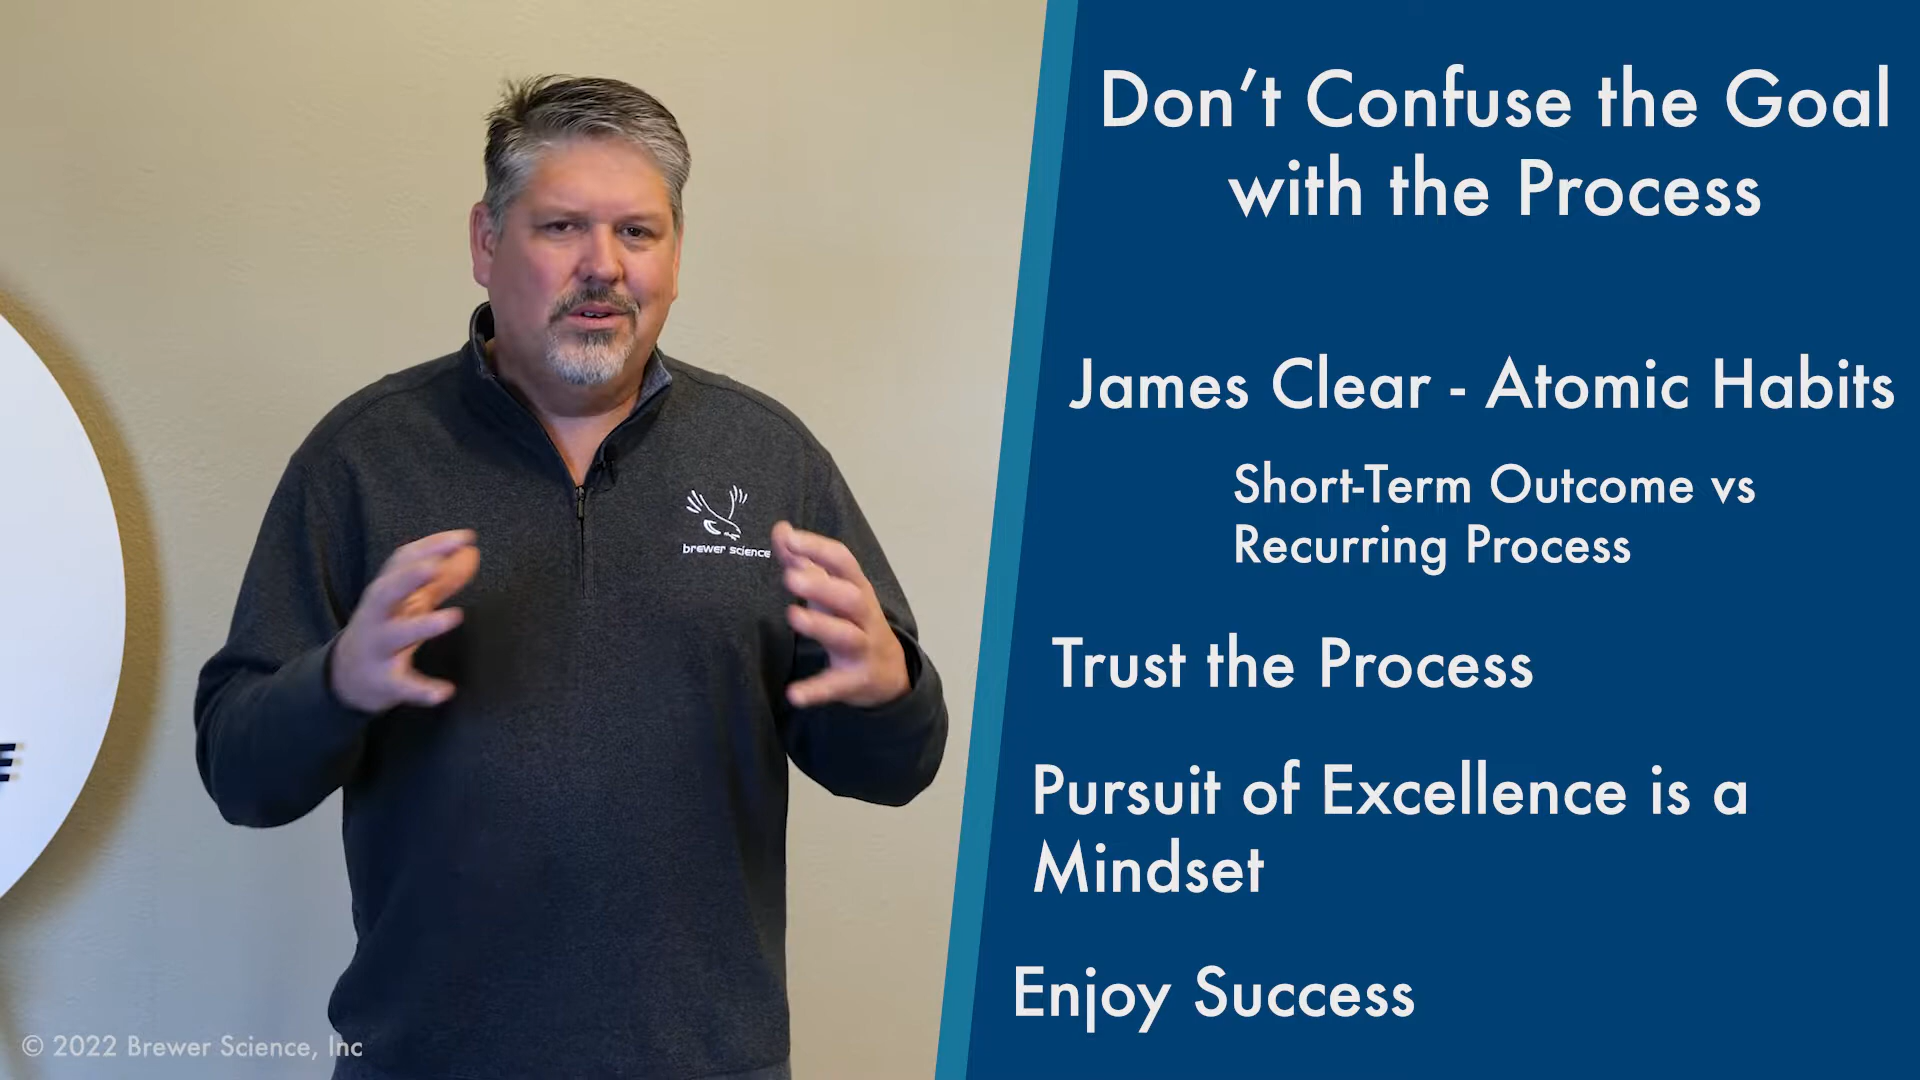 Don’t Confuse the Goal
with the Process
James Clear - Atomic Habits
Short-Term Outcome vs
Recurring Process
Trust the Process
Pursuit of Excellence is a
Mindset
Enjoy Success
brewer science
© 2022 Brewer Science, Inc